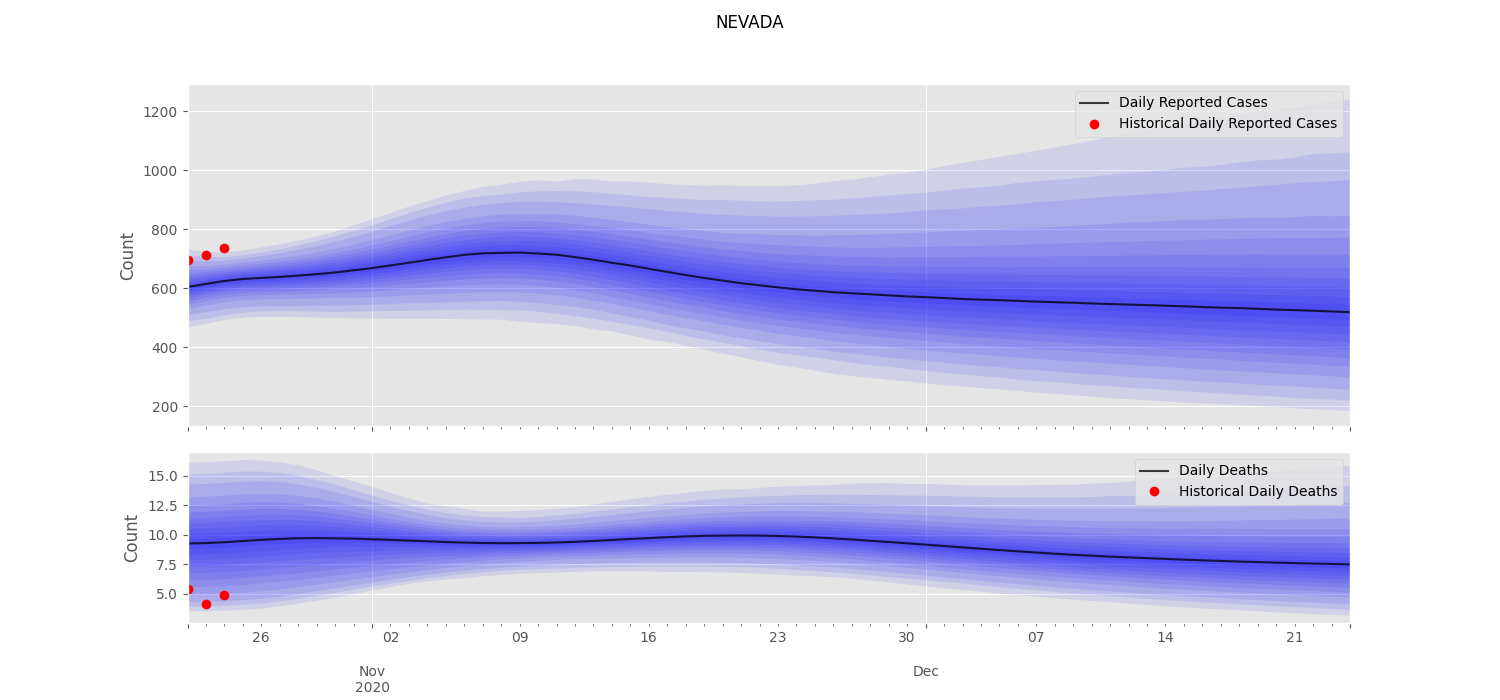 NEVADA
Daily Reported Cases
Historical Daily Reported Cases
1200
1000
800
600
400
200
Count
Daily Deaths
Historical Daily Deaths
15.0
12.5
10.0
7.5
5.0
Count
26 02 09 16 23 30 07 14 21
Nov Dec
2020